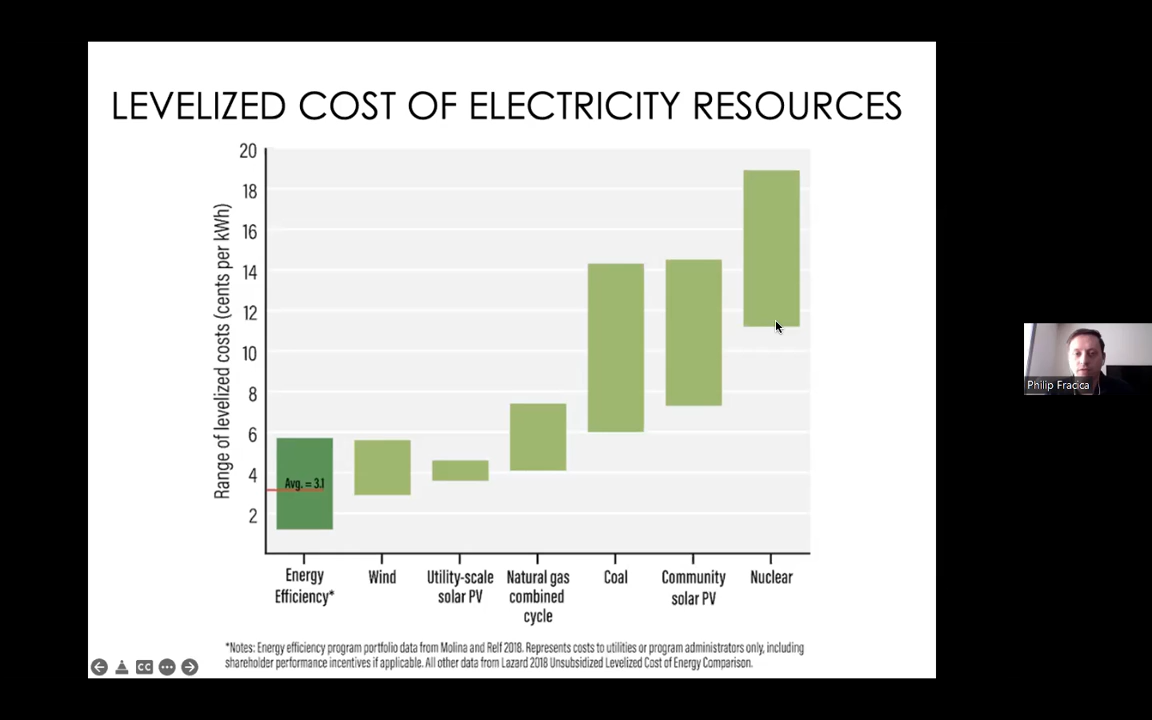 LEVELIZED COST OF ELECTRICITY RESOURCES
Range of levelized costs (cents per kWh)
20
18
16
14
12
10
8
6
4
2
Avg. = 3.1
Energy
Efficiency*
Wind
Utility-scale
solar PV
Natural gas
combined
cycle
Coal
Community
solar PV
Nuclear
*Notes: Energy efficiency program portfolio data from Molina and Relf 2018. Represents costs to utilities or program administrators only, including
shareholder performance incentives if applicable. All other data from Lazard 2018 Unsubsidized Levelized Cost of Energy Comparison.
CC
Philip Fracica